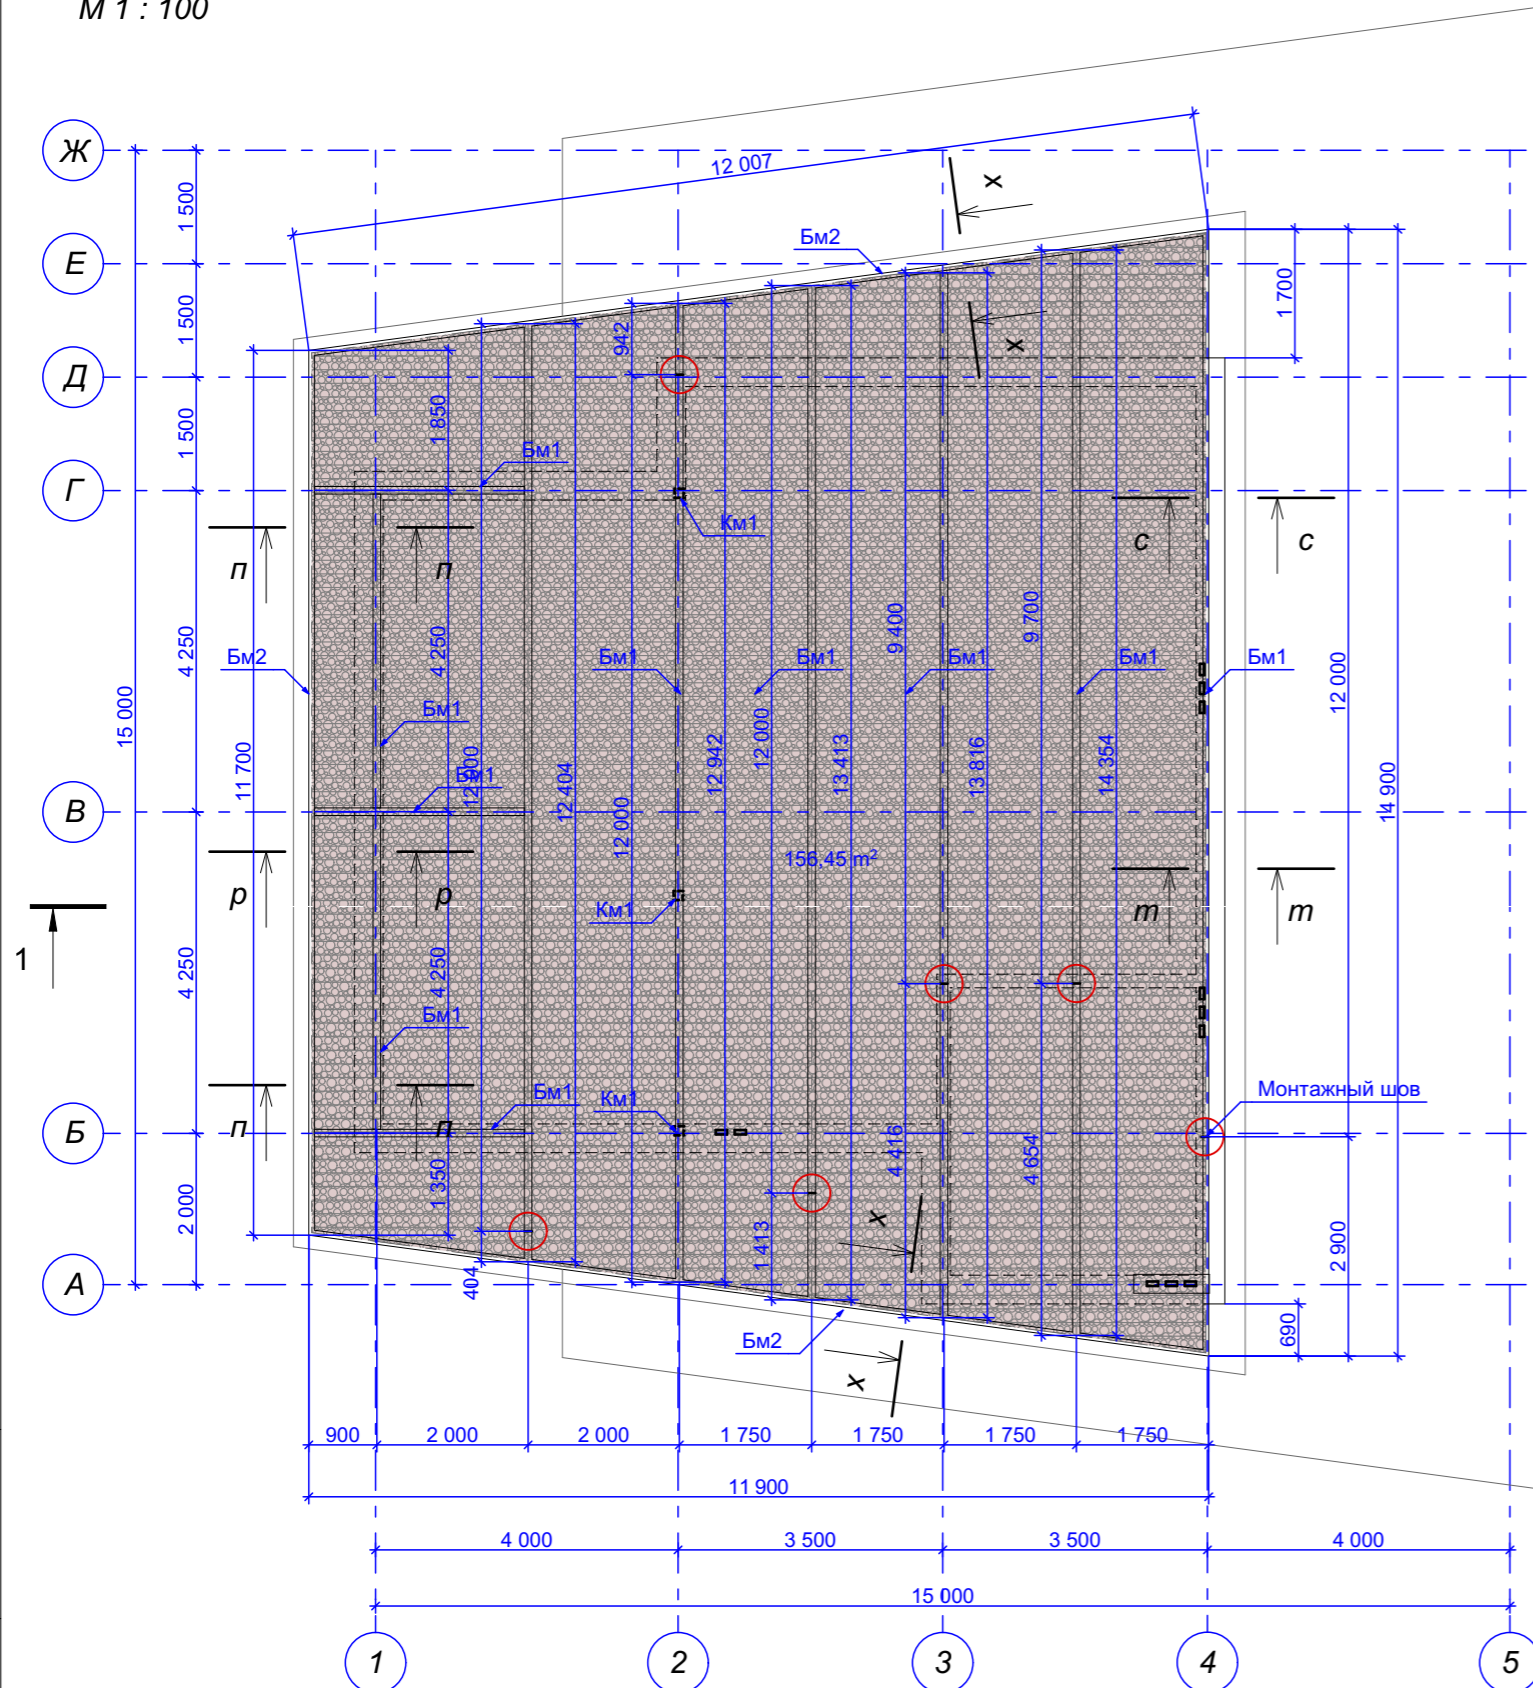 М 1 : 100
Ж
12 007
х
1 500
Е
Бм2
1 500
1 700
942
х
Д
1 500
1 850
Бм1
Г
Км1
с
с
п
п
9 400
9 700
4 250
4 250
Бм2
Бм1
Бм1
Бм1
Бм1
Бм1
12 000
15 000
Бм1
11 700
12 000
12 404
12 000
12 942
12 000
13 413
13 816
14 354
14 900
Бм1
В
156,45 m²
р
р
Км1
т
т
1
4 250
4 250
Бм1
Монтажный шов
Бм1
Км1
п
п
Б
4 416
4 654
1 350
2 000
х
1 413
2 900
404
А
690
Бм2
х
900
2 000
2 000
1 750
1 750
1 750
1 750
11 900
4 000
3 500
3 500
4 000
15 000
1
2
3
4
5